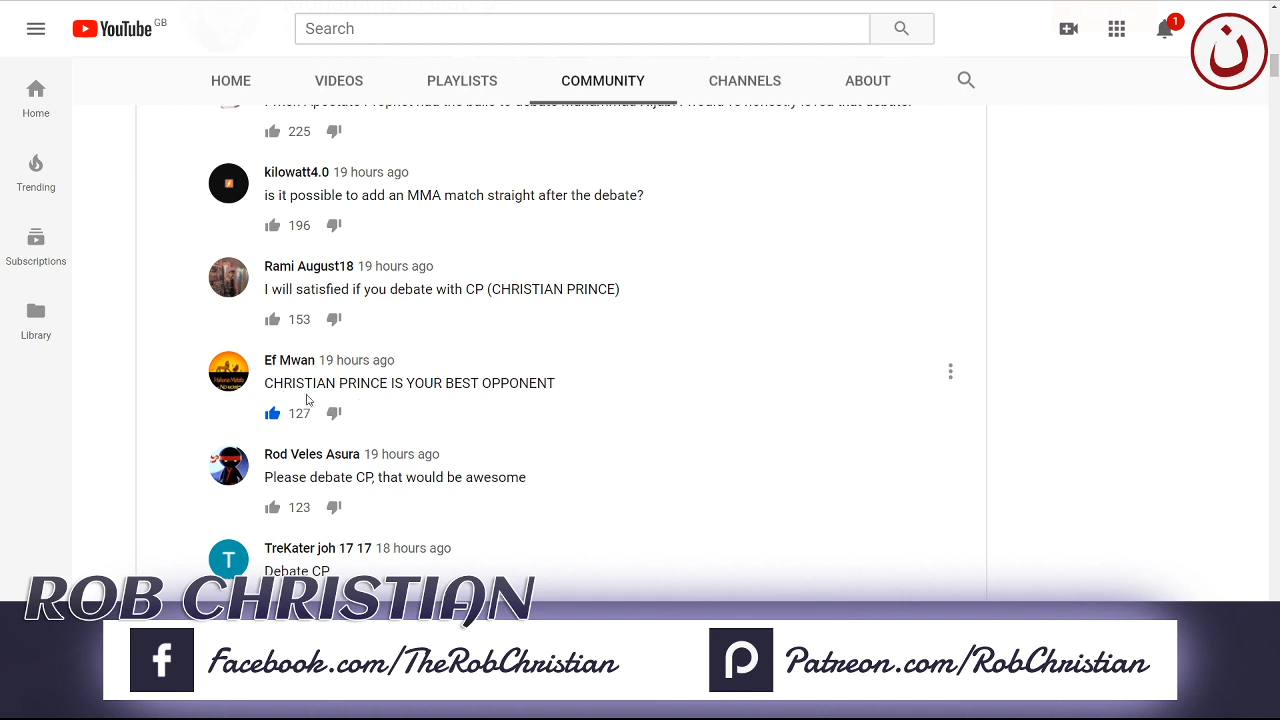 YouTube GB
Search
1
ن
HOME VIDEOS PLAYLISTS COMMUNITY CHANNELS ABOUT
Home
Trending
Subscriptions
Library
225
kilowatt4.0 19 hours ago
is it possible to add an MMA match straight after the debate?
196
Rami August18 19 hours ago
I will satisfied if you debate with CP (CHRISTIAN PRINCE)
153
Ef Mwan 19 hours ago
CHRISTIAN PRINCE IS YOUR BEST OPPONENT
127
Rod Veles Asura 19 hours ago
Please debate CP, that would be awesome
123
T
TreKater joh 17 17 18 hours ago
Debate CP
ROB CHRISTIAN
Facebook.com/TheRobChristian
Patreon.com/RobChristian